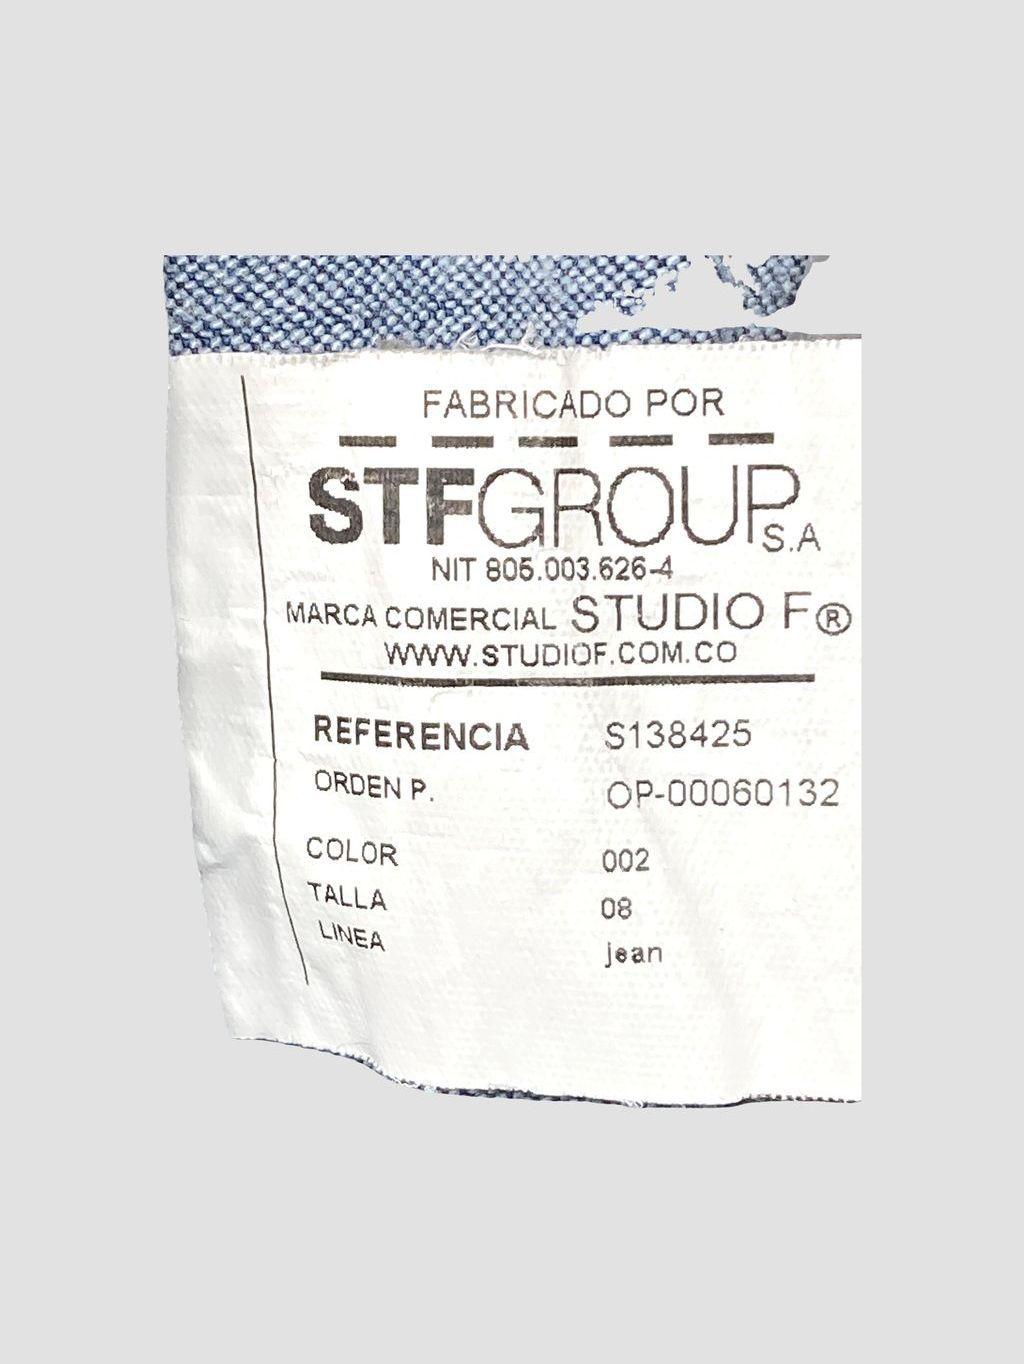 FABRICADO POR
STFGROUP S.A
NIT 805.003.626-4
MARCA COMERCIAL STUDIO F®
WWW.STUDIOF.COM.CO
REFERENCIA S138425
ORDEN P. OP-00060132
COLOR 002
TALLA 08
LINEA jean